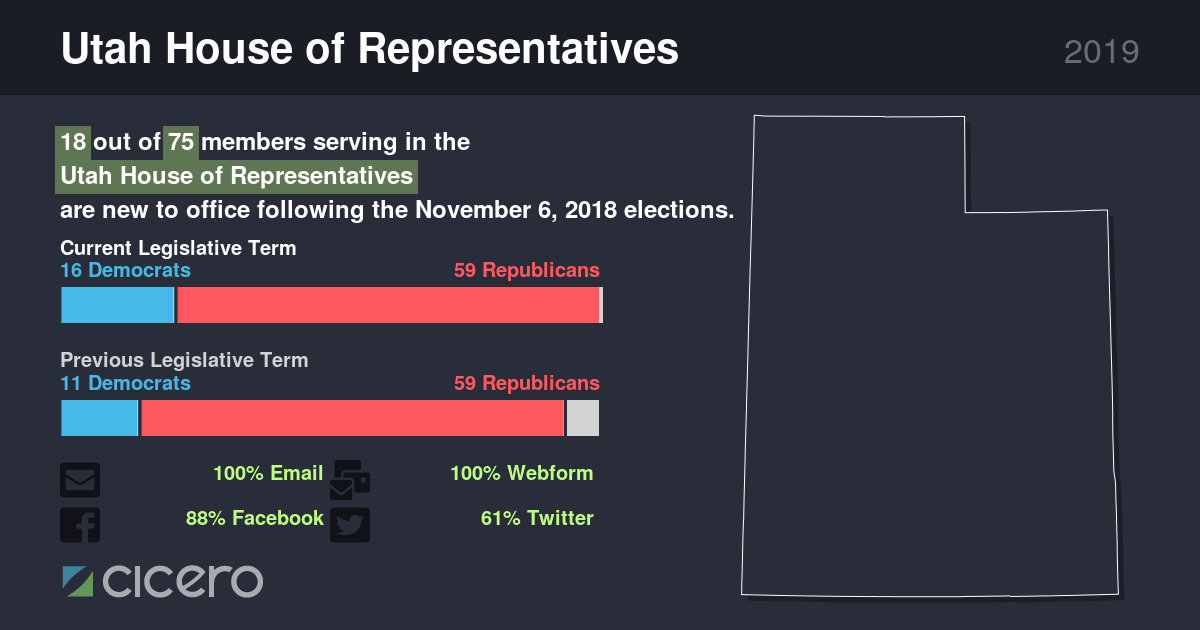 Utah House of Representatives
2019
18 out of 75 members serving in the
Utah House of Representatives
are new to office following the November 6, 2018 elections.
Current Legislative Term
16 Democrats 59 Republicans
Previous Legislative Term
11 Democrats 59 Republicans
100% Email 100% Webform
88% Facebook 61% Twitter
cicero